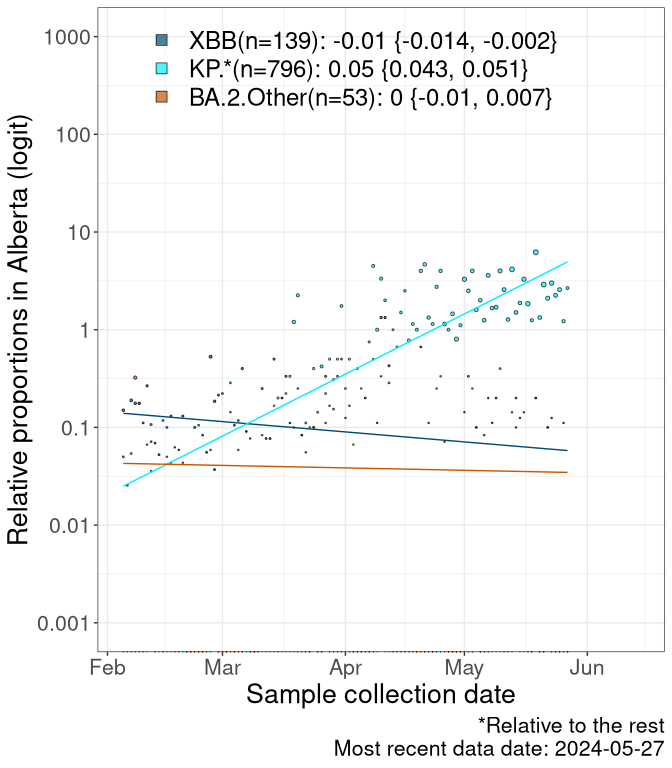 XBB(n=139): -0.01 {-0.014, -0.002}
KP.*(n=796): 0.05 {0.043, 0.051}
BA.2.Other(n=53): 0 {-0.01, 0.007}
Relative proportions in Alberta (logit)
1000
100
10
1
0.1
0.01
0.001
Feb Mar Apr May Jun
Sample collection date
*Relative to the rest
Most recent data date: 2024-05-27